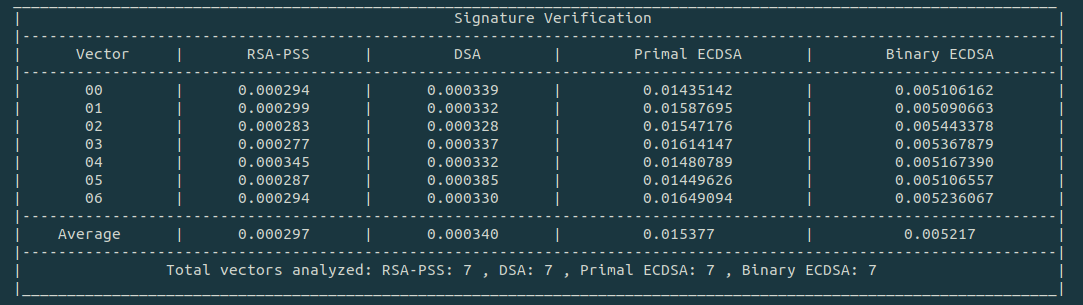 Signature Verification
Vector | RSA-PSS | DSA | Primal ECDSA | Binary ECDSA
00 | 0.000294 | 0.000339 | 0.01435142 | 0.005106162
01 | 0.000299 | 0.000332 | 0.01587695 | 0.005090663
02 | 0.000283 | 0.000328 | 0.01547176 | 0.005443378
03 | 0.000277 | 0.000337 | 0.01614147 | 0.005367879
04 | 0.000345 | 0.000332 | 0.01480789 | 0.005167390
05 | 0.000287 | 0.000385 | 0.01449626 | 0.005106557
06 | 0.000294 | 0.000330 | 0.01649094 | 0.005236067
Average | 0.000297 | 0.000340 | 0.015377 | 0.005217
Total vectors analyzed: RSA-PSS: 7 , DSA: 7 , Primal ECDSA: 7 , Binary ECDSA: 7